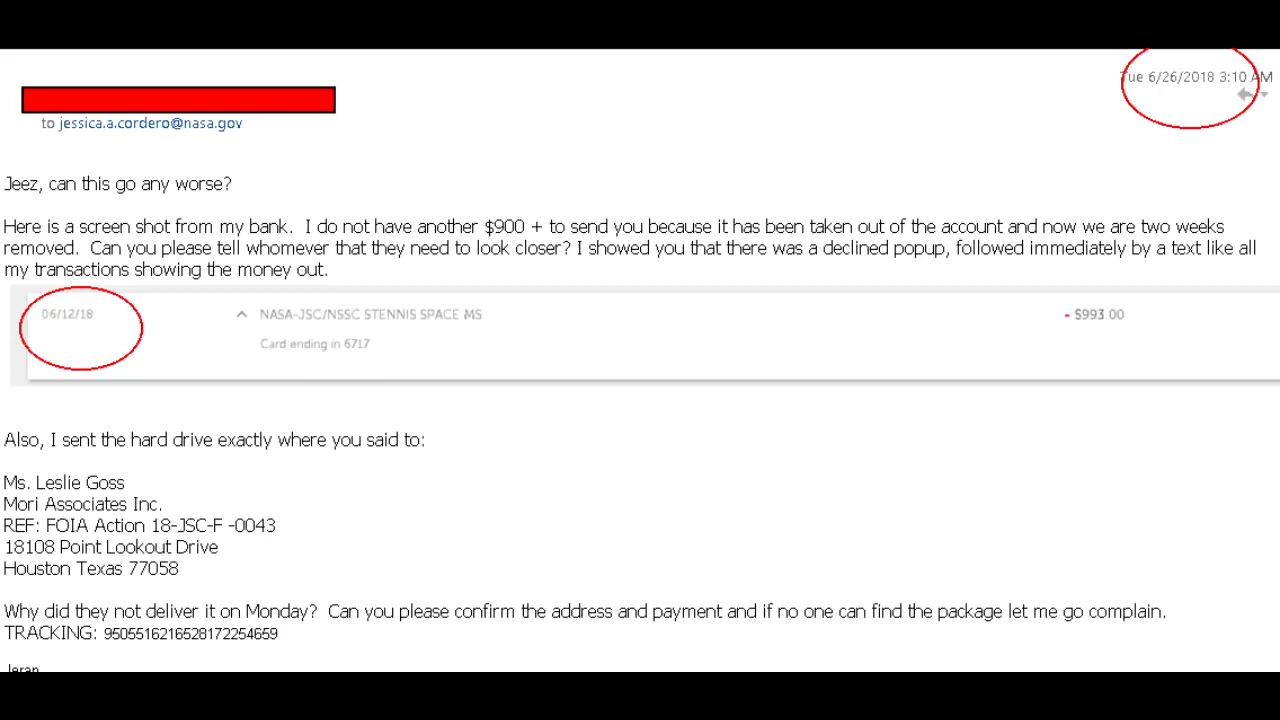 Tue 6/26/2018 3:10 AM
to jessica.a.cordero@nasa.gov
Jeez, can this go any worse?
Here is a screen shot from my bank. I do not have another $900 + to send you because it has been taken out of the account and now we are two weeks
removed. Can you please tell whomever that they need to look closer? I showed you that there was a declined popup, followed immediately by a text like all
my transactions showing the money out.
06/12/18 NASA-JSC/NSSC STENNIS SPACE MS - $993.00
Card ending in 6717
Also, I sent the hard drive exactly where you said to:
Ms. Leslie Goss
Mori Associates Inc.
REF: FOIA Action 18-JSC-F -0043
18108 Point Lookout Drive
Houston Texas 77058
Why did they not deliver it on Monday? Can you please confirm the address and payment and if no one can find the package let me go complain.
TRACKING: 9505516216528172254659
Jeran